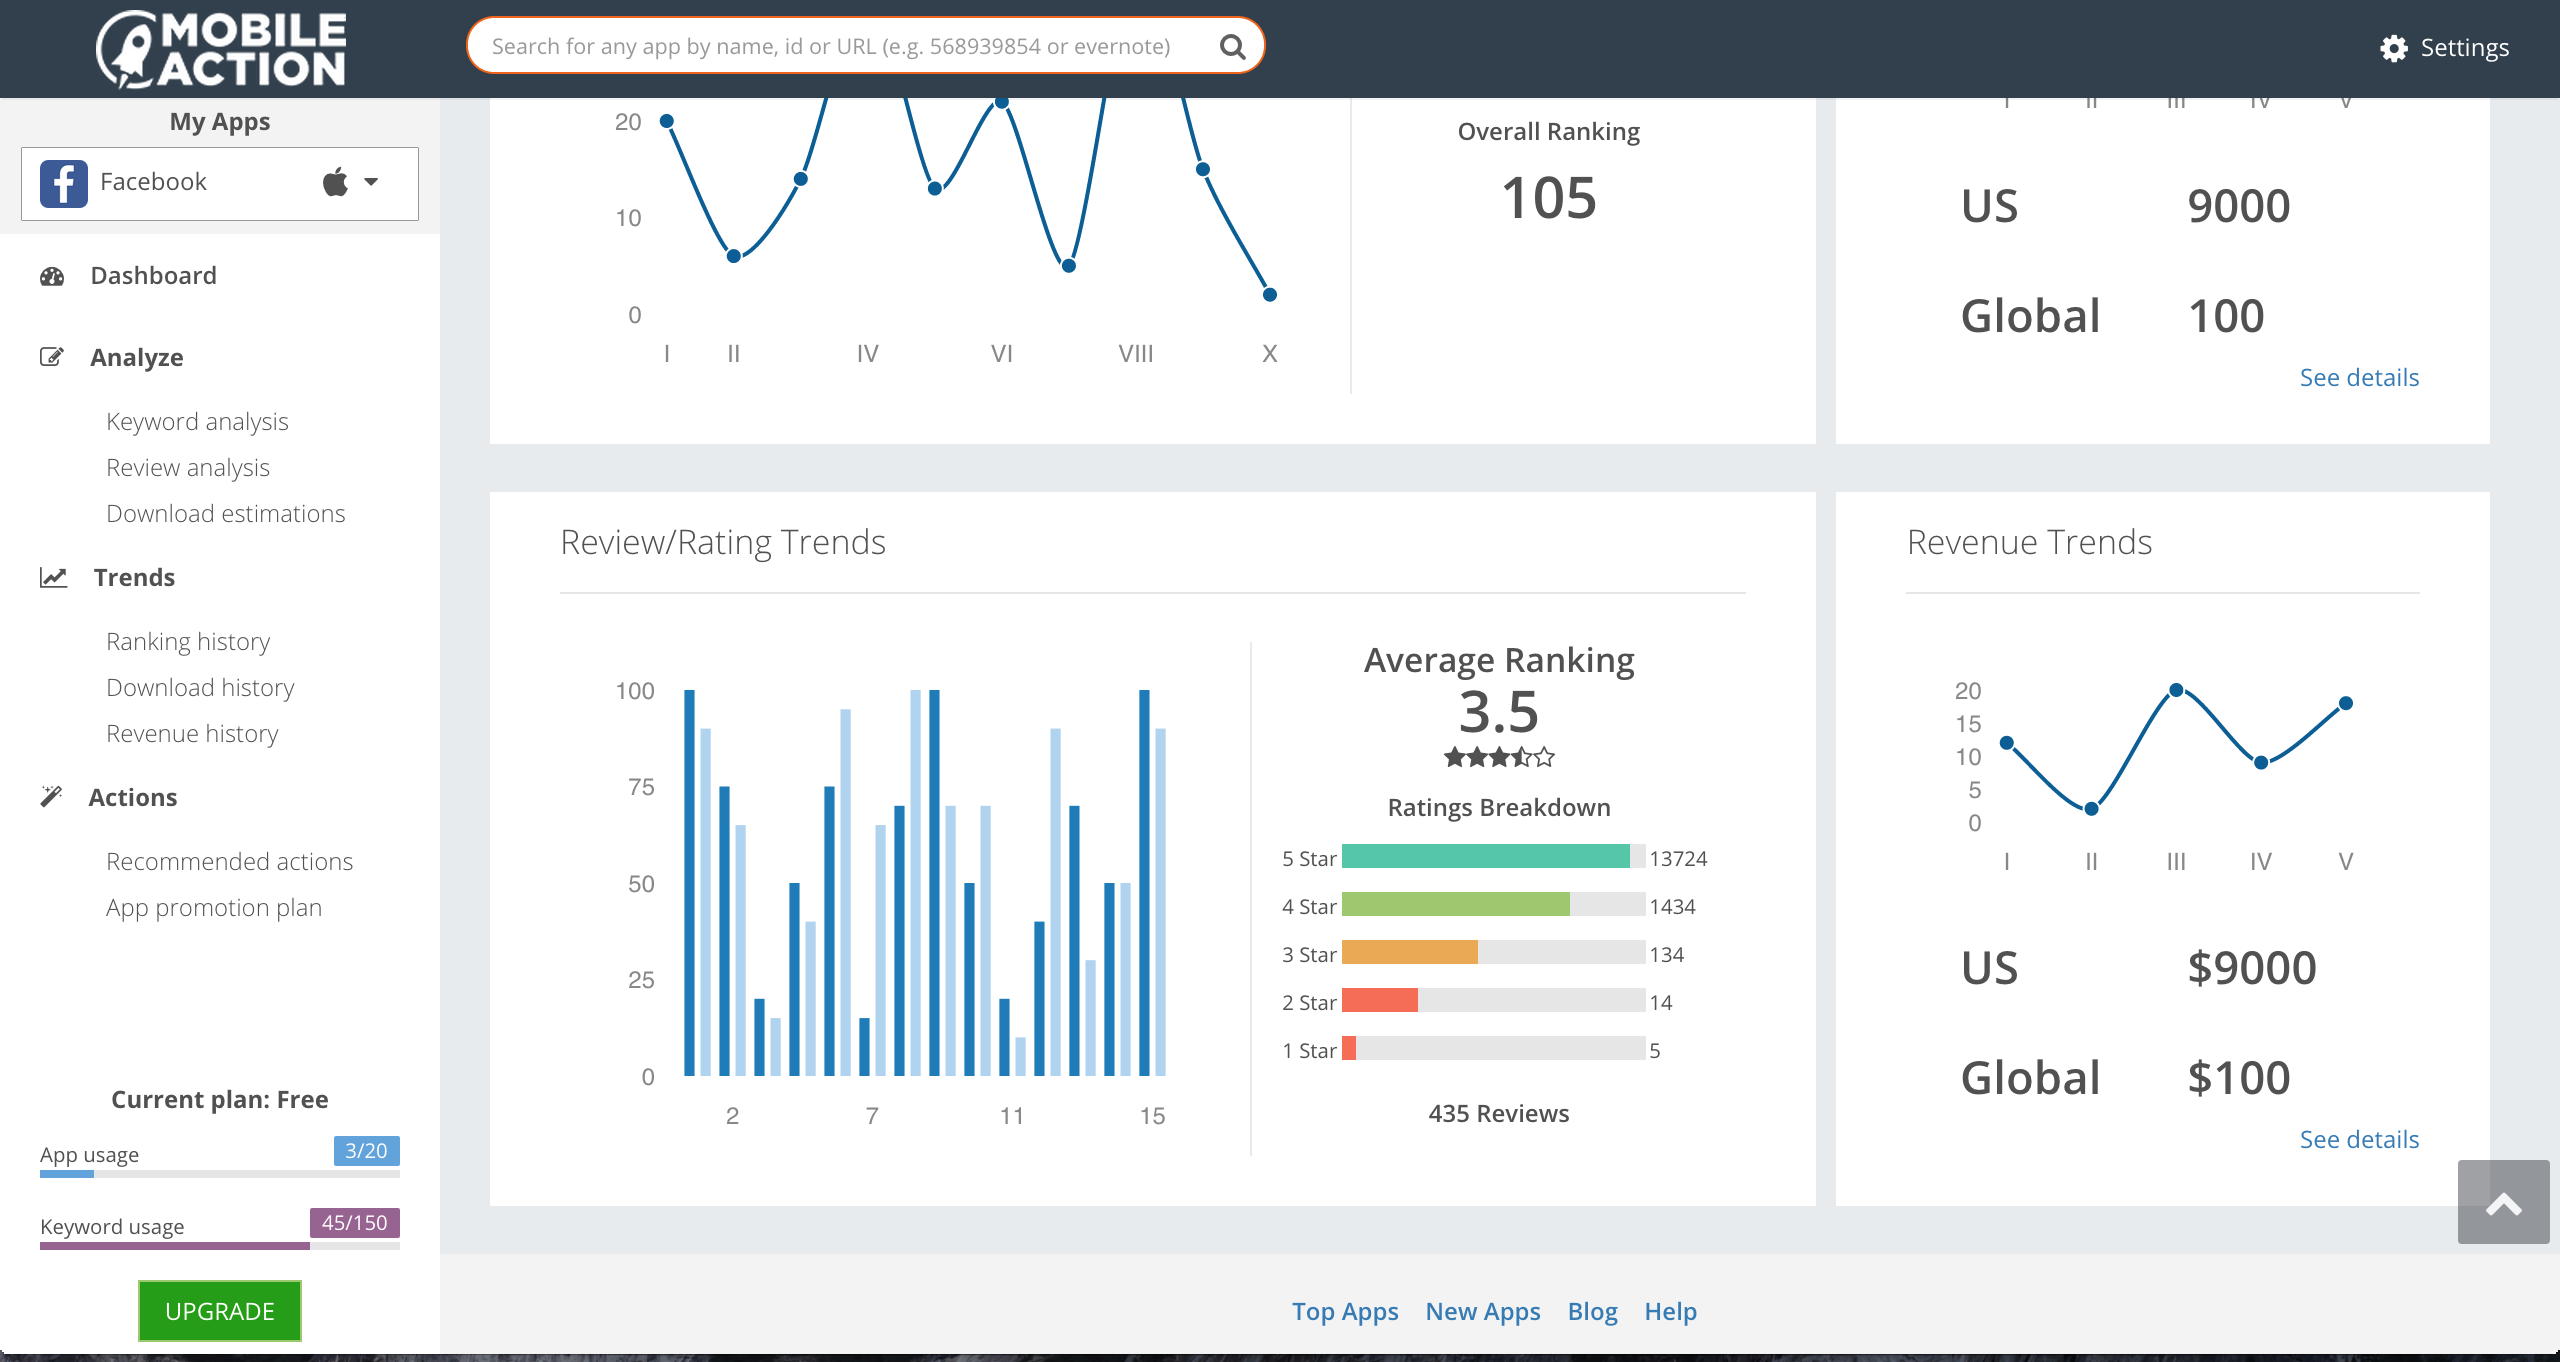 MOBILE
ACTION
Search for any app by name, id or URL (e.g. 568939854 or evernote)
Settings
My Apps
Facebook
Dashboard
Analyze
Keyword analysis
Review analysis
Download estimations
Trends
Ranking history
Download history
Revenue history
Actions
Recommended actions
App promotion plan
Current plan: Free
App usage 3/20
Keyword usage 45/150
UPGRADE
20
10
0
I II IV VI VIII X
Overall Ranking
105
I II III IV V
US 9000
Global 100
See details
Review/Rating Trends
100
75
50
25
0
2 7 11 15
Average Ranking
3.5
Ratings Breakdown
5 Star 13724
4 Star 1434
3 Star 134
2 Star 14
1 Star 5
435 Reviews
Revenue Trends
20
15
10
5
0
I II III IV V
US $9000
Global $100
See details
Top Apps New Apps Blog Help